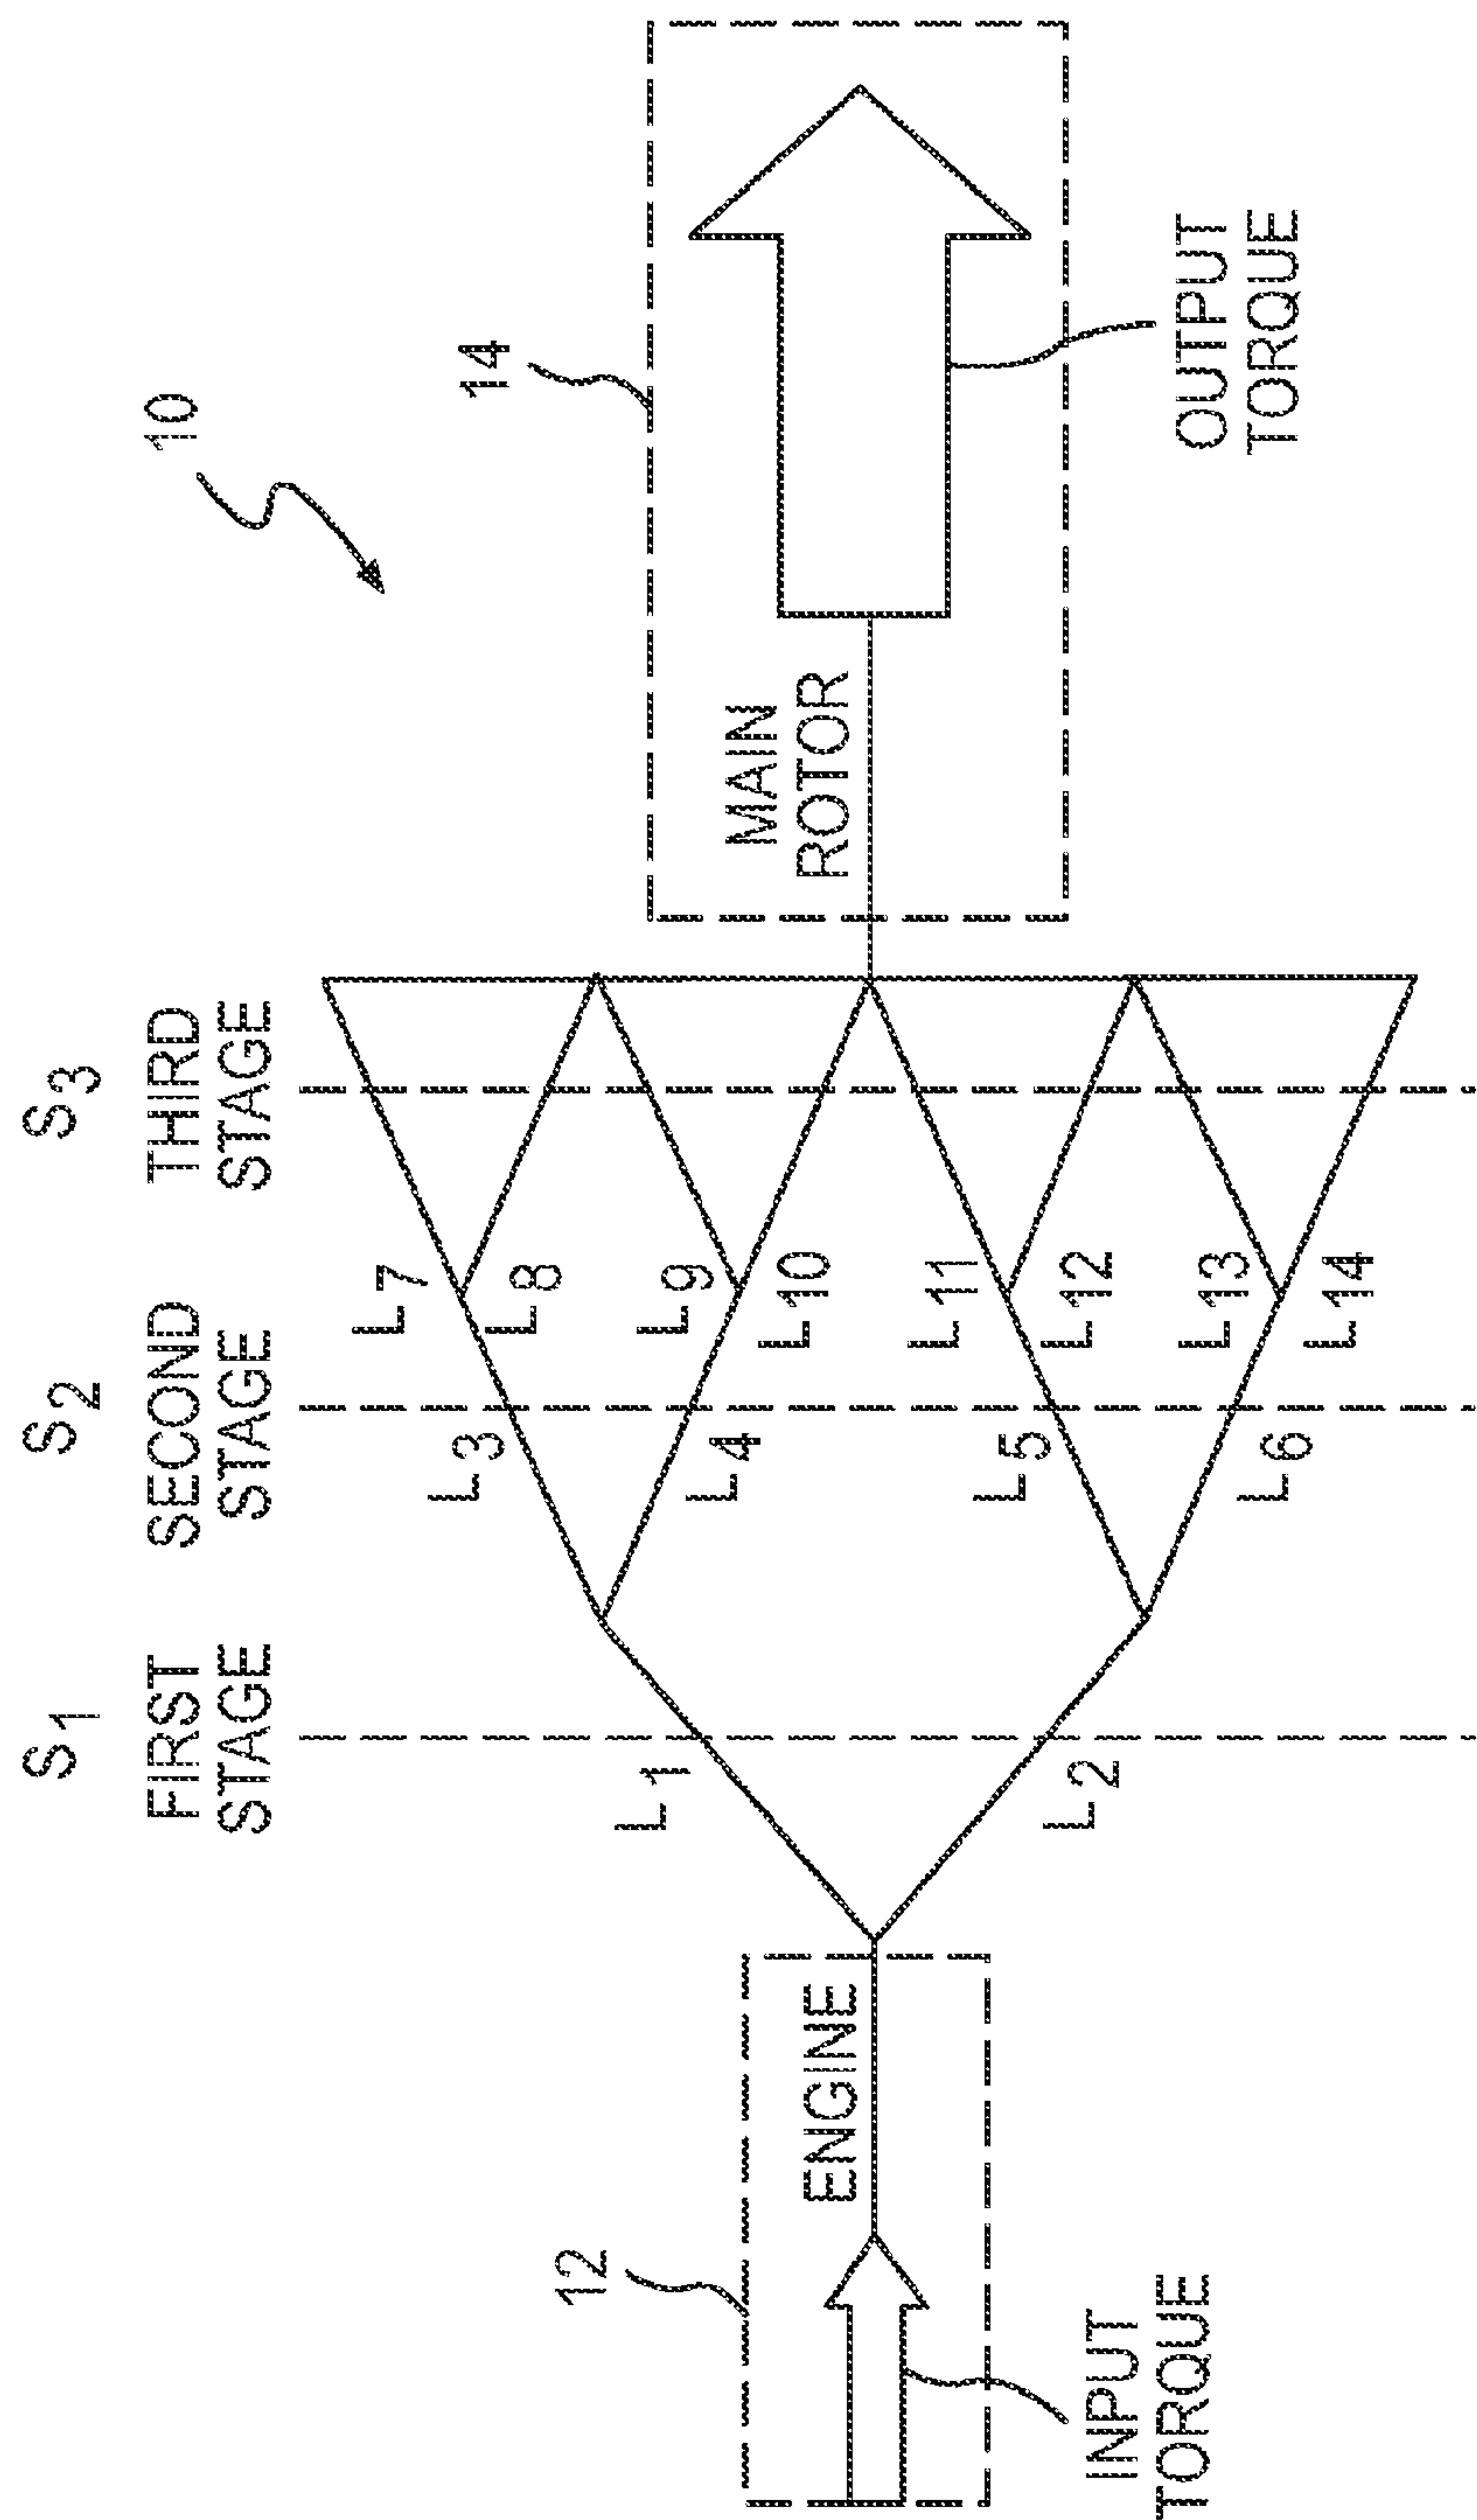 10
S1
FIRST
STAGE
S2
SECOND
STAGE
S3
THIRD
STAGE
12
ENGINE
INPUT
TORQUE
L1
L2
L3
L4
L5
L6
L7
L8
L9
L10
L11
L12
L13
L14
14
MAIN
ROTOR
OUTPUT
TORQUE